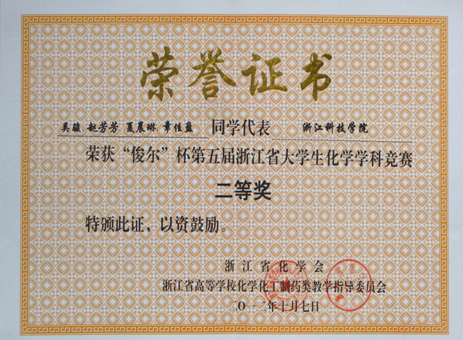 荣誉证书
吴骏 赵芳芳 夏晨琳 章佳盈 同学代表 浙江科技学院
荣获“俊尔”杯第五届浙江省大学生化学学科竞赛
二等奖
特颁此证，以资鼓励。
浙江省化学会
浙江省高等学校化学化工制药类教学指导委员会
二〇一二年十月七日